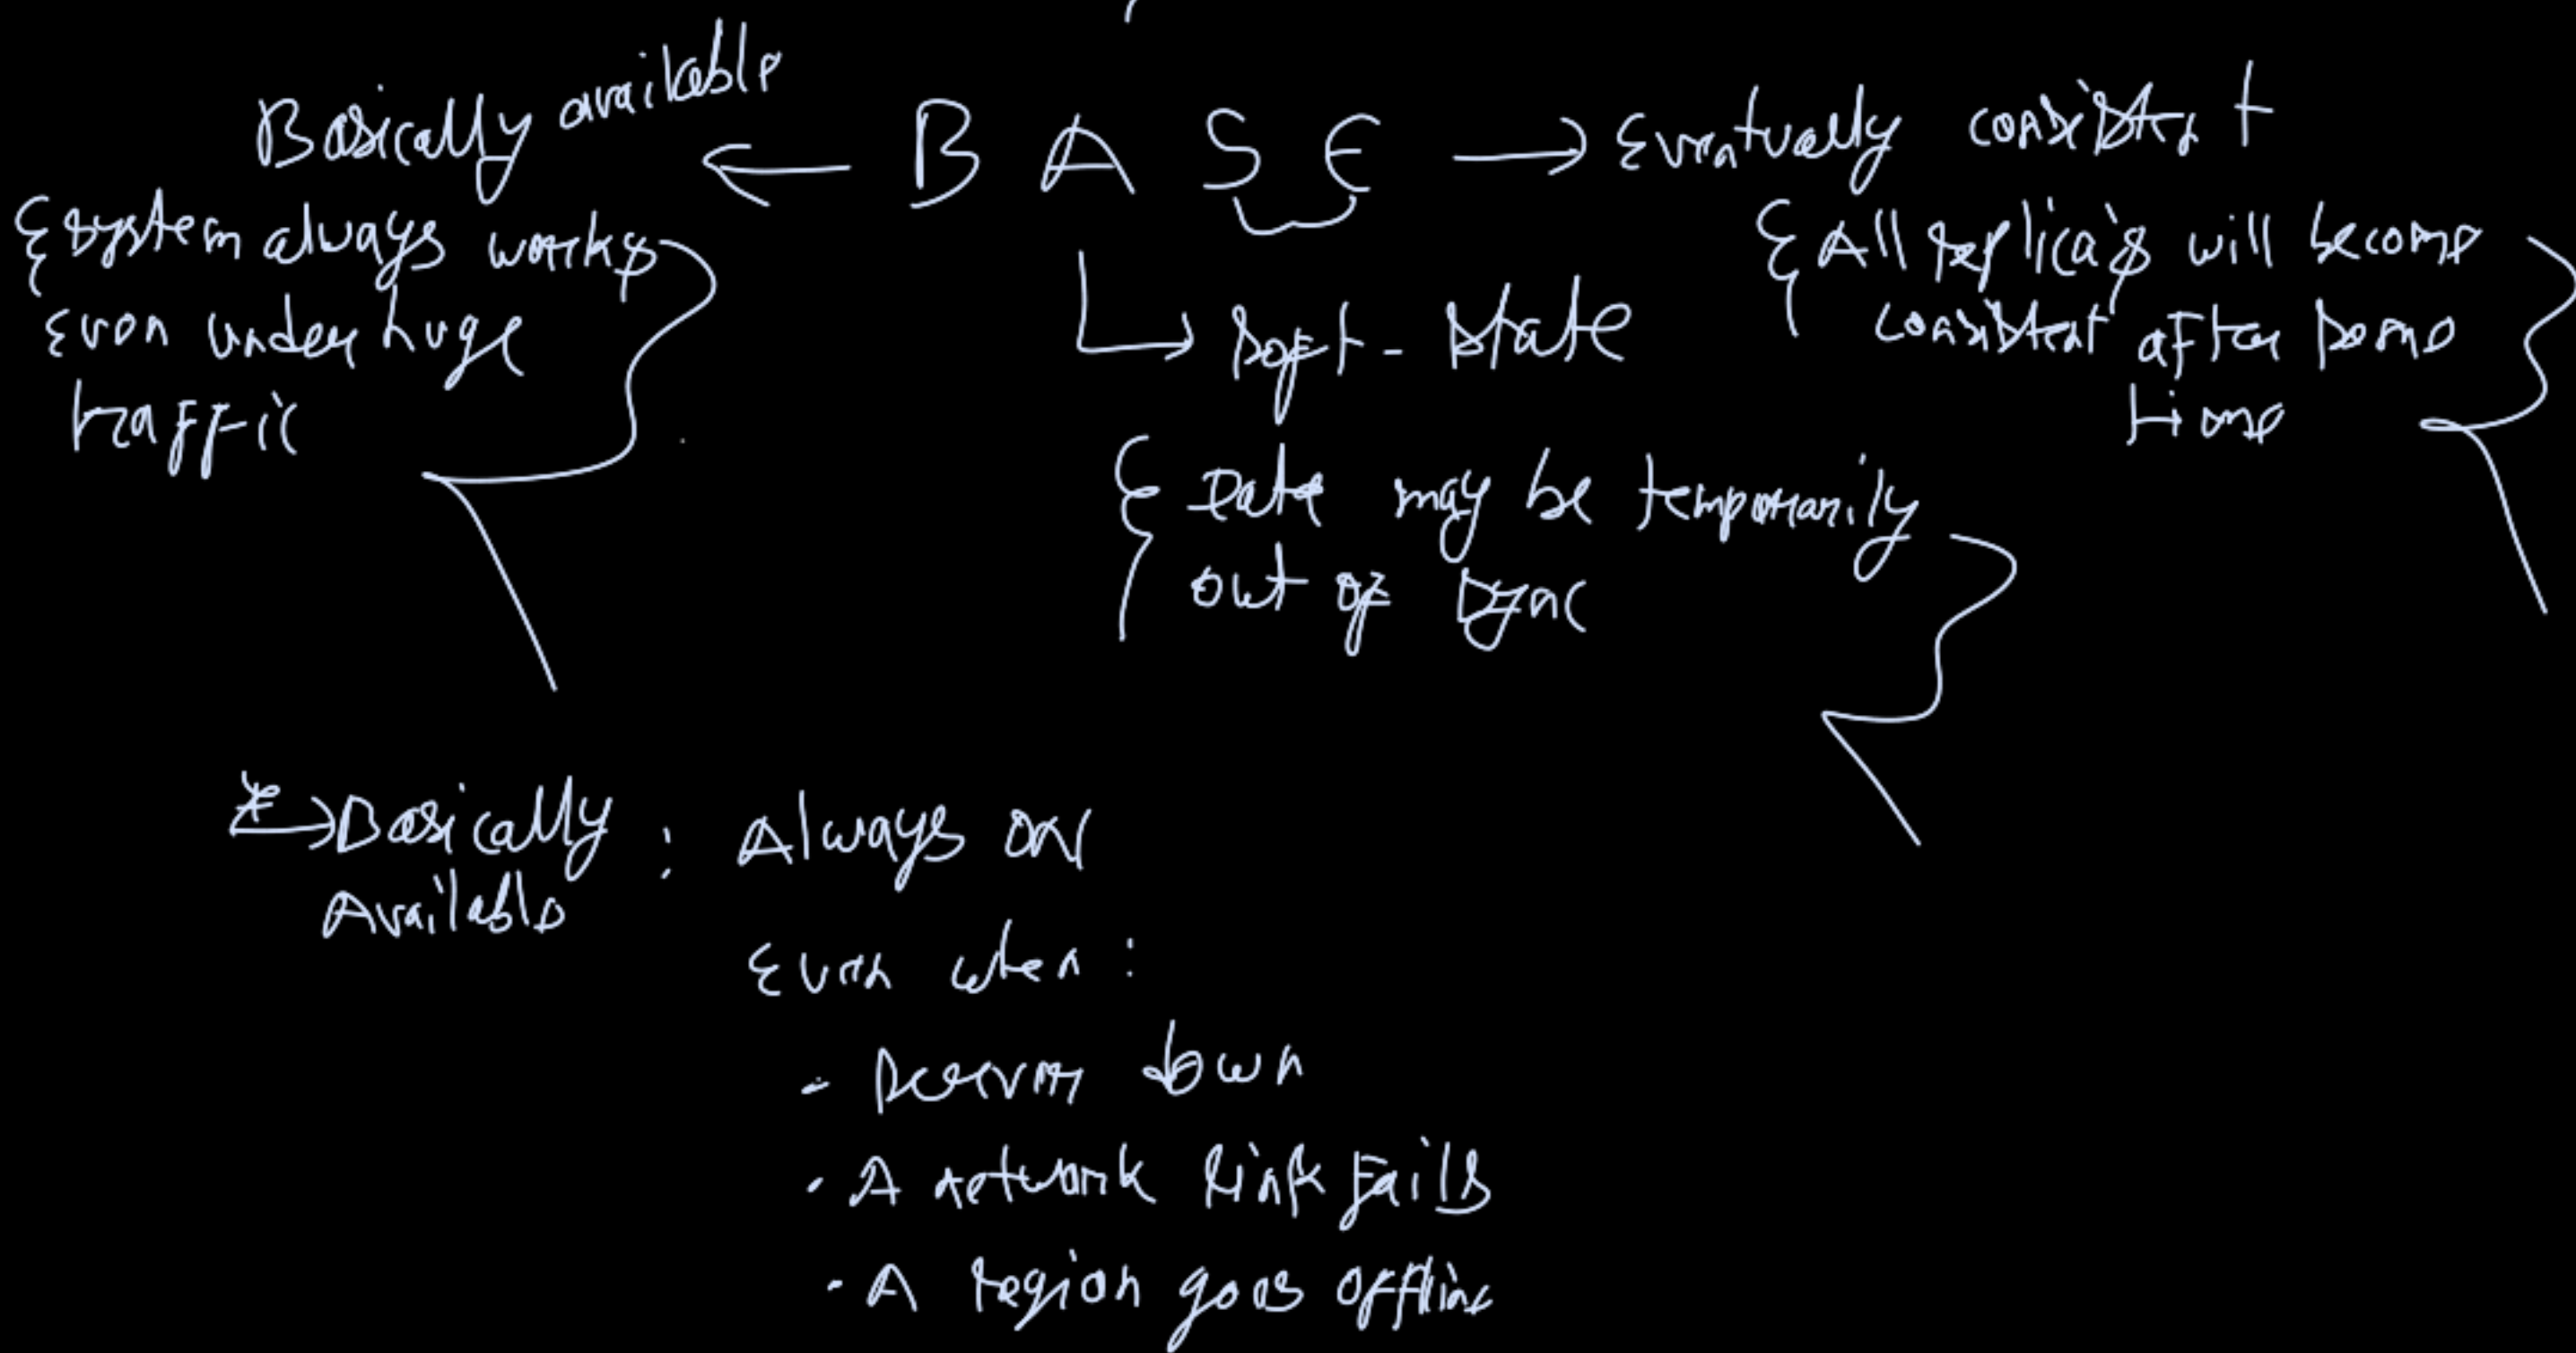 Basically available
{ system always works
even under huge
traffic
B A S E
Eventually consistent
{ All replica's will become
consistent after some
time
soft - state
{ Data may be temporarily
out of sync
* Basically : Always ON
Available
Even when :
- Server down
· A network link fails
· A region goes offline